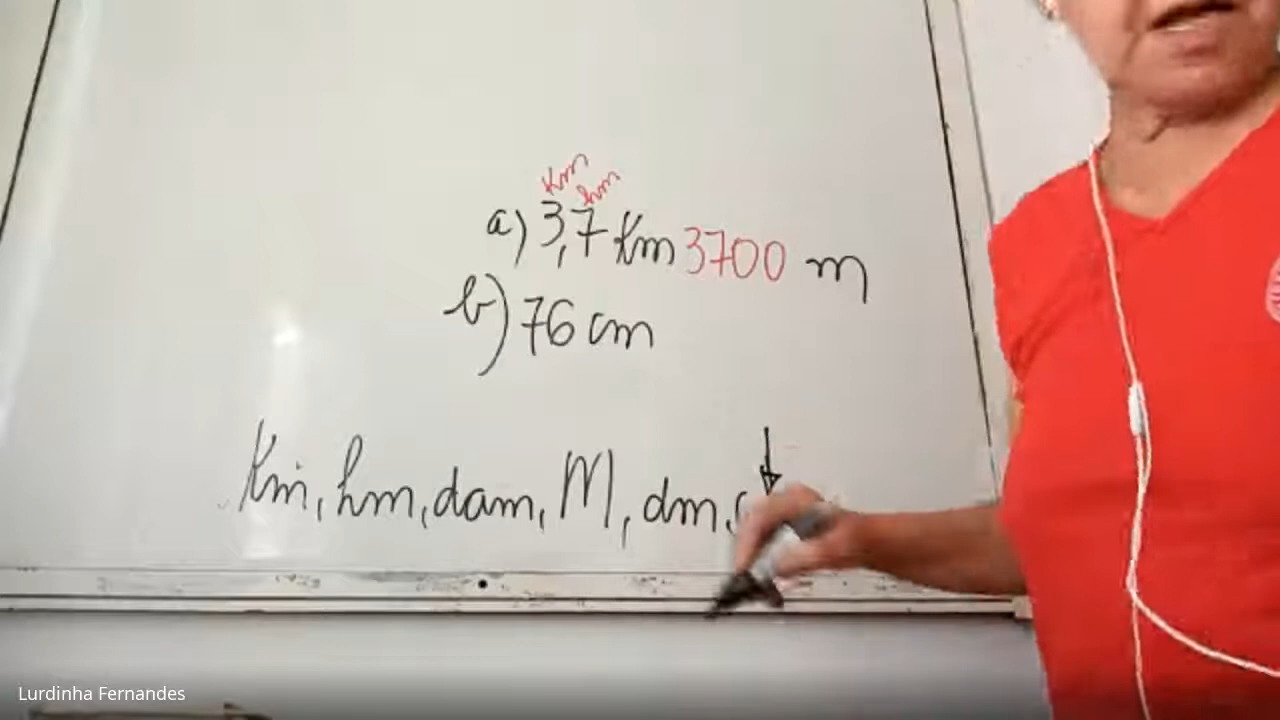 Km
hm
a) 3,7 Km 3700 m
b) 76 cm
Km, hm, dam, M, dm,
Lurdinha Fernandes